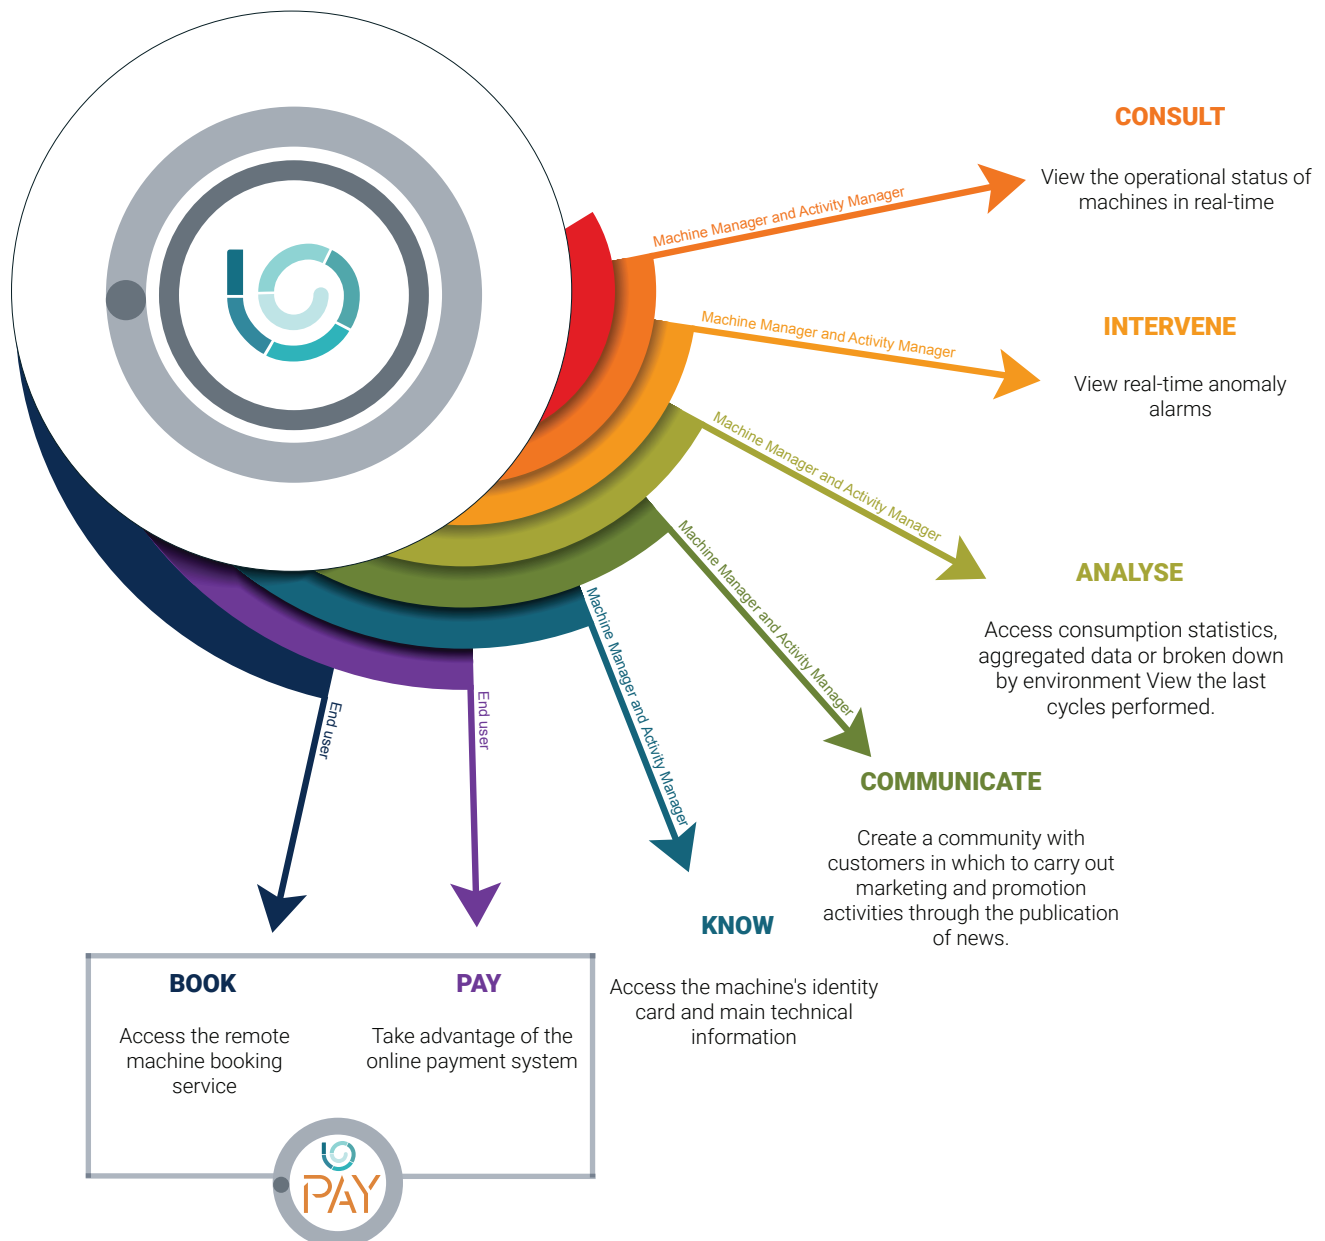 CONSULT
View the operational status of
machines in real-time
Machine Manager and Activity Manager
INTERVENE
View real-time anomaly
alarms
Machine Manager and Activity Manager
ANALYSE
Access consumption statistics,
aggregated data or broken down
by environment View the last
cycles performed.
Machine Manager and Activity Manager
COMMUNICATE
Create a community with
customers in which to carry out
marketing and promotion
activities through the publication
of news.
Machine Manager and Activity Manager
KNOW
Access the machine's identity
card and main technical
information
Machine Manager and Activity Manager
End user
PAY
Take advantage of the
online payment system
End user
BOOK
Access the remote
machine booking
service
PAY